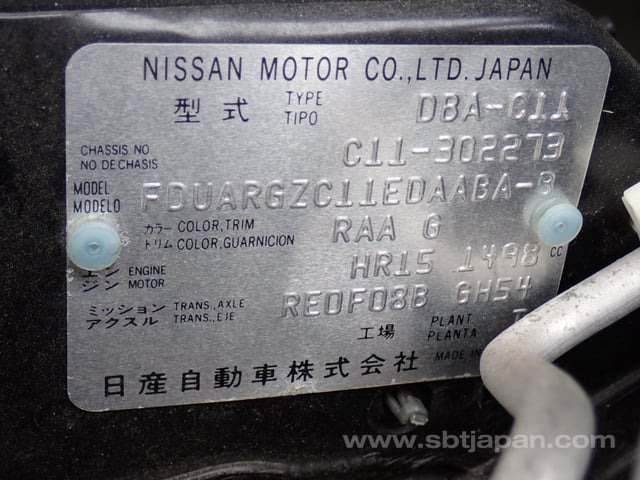 NISSAN MOTOR CO.,LTD. JAPAN
型式 TYPE TIPO DBA-C11
CHASSIS NO. NO DE CHASIS C11-302273
MODEL MODELO FDUARGZC11EDAABA-B
カラー COLOR,TRIM トリム COLOR,GUARNICION RAA G
エンジン ENGINE MOTOR HR15 1498 CC
ミッション TRANS.,AXLE アクスル TRANS.,EJE RE0F08B GH54
工場 PLANT PLANTA
MADE IN
日産自動車株式会社
www.sbtjapan.com